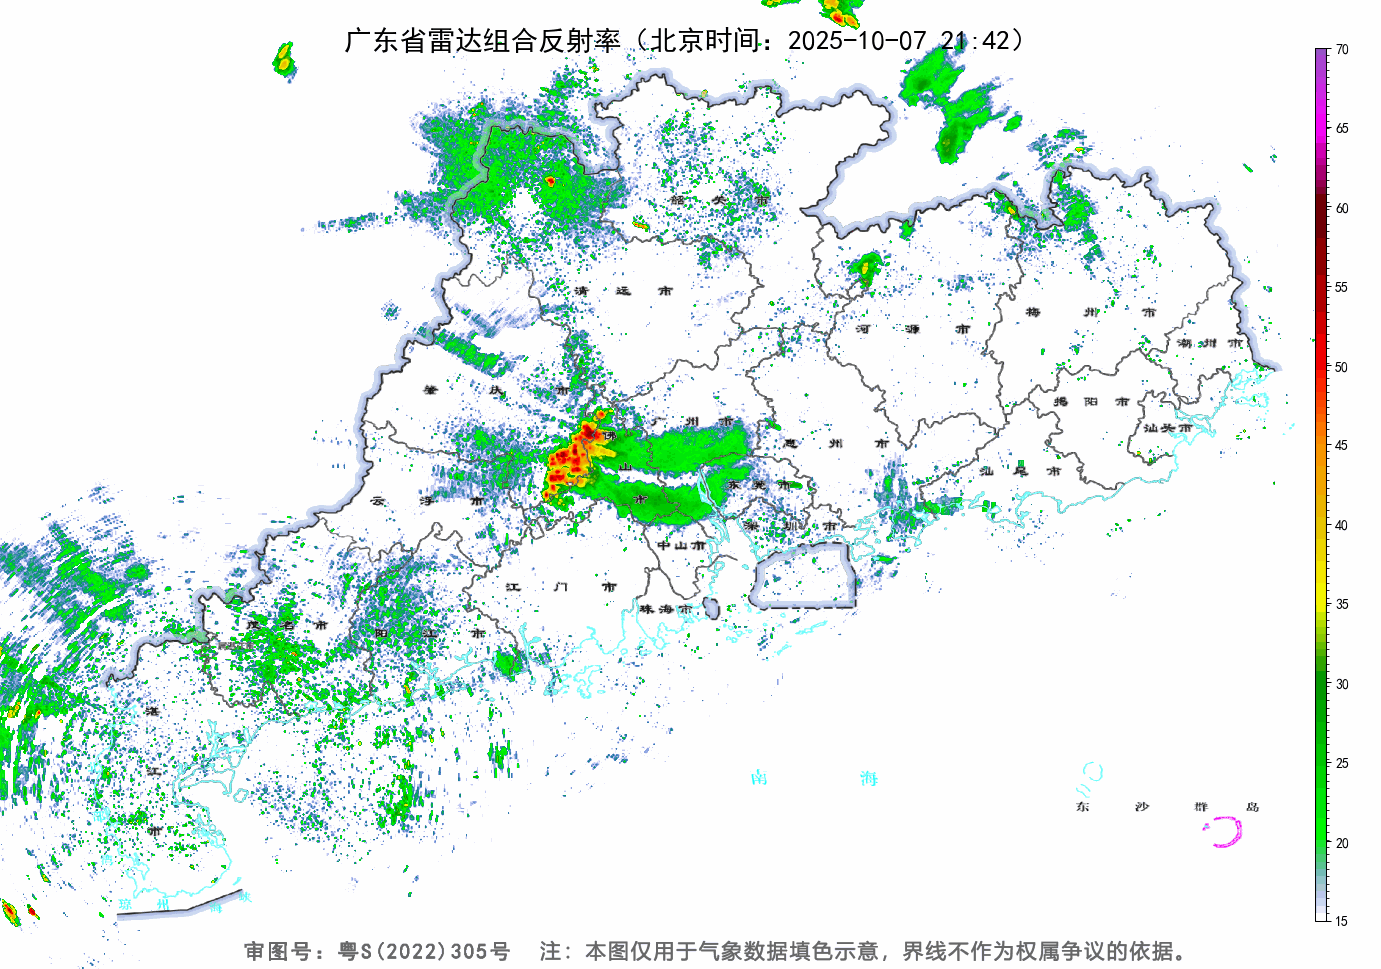 广东省雷达组合反射率（北京时间：2025-10-07 21:42）
70
65
60
55
50
45
40
35
30
25
20
15
韶关市
清远市
河源市
梅州市
潮州市
肇庆市
揭阳市
汕头市
广州市
佛山市
惠州市
汕尾市
云浮市
东莞市
深圳市
中山市
江门市
珠海市
茂名市
阳江市
湛江市
南海
东沙群岛
琼州海峡
审图号：粤S(2022)305号 注：本图仅用于气象数据填色示意，界线不作为权属争议的依据。